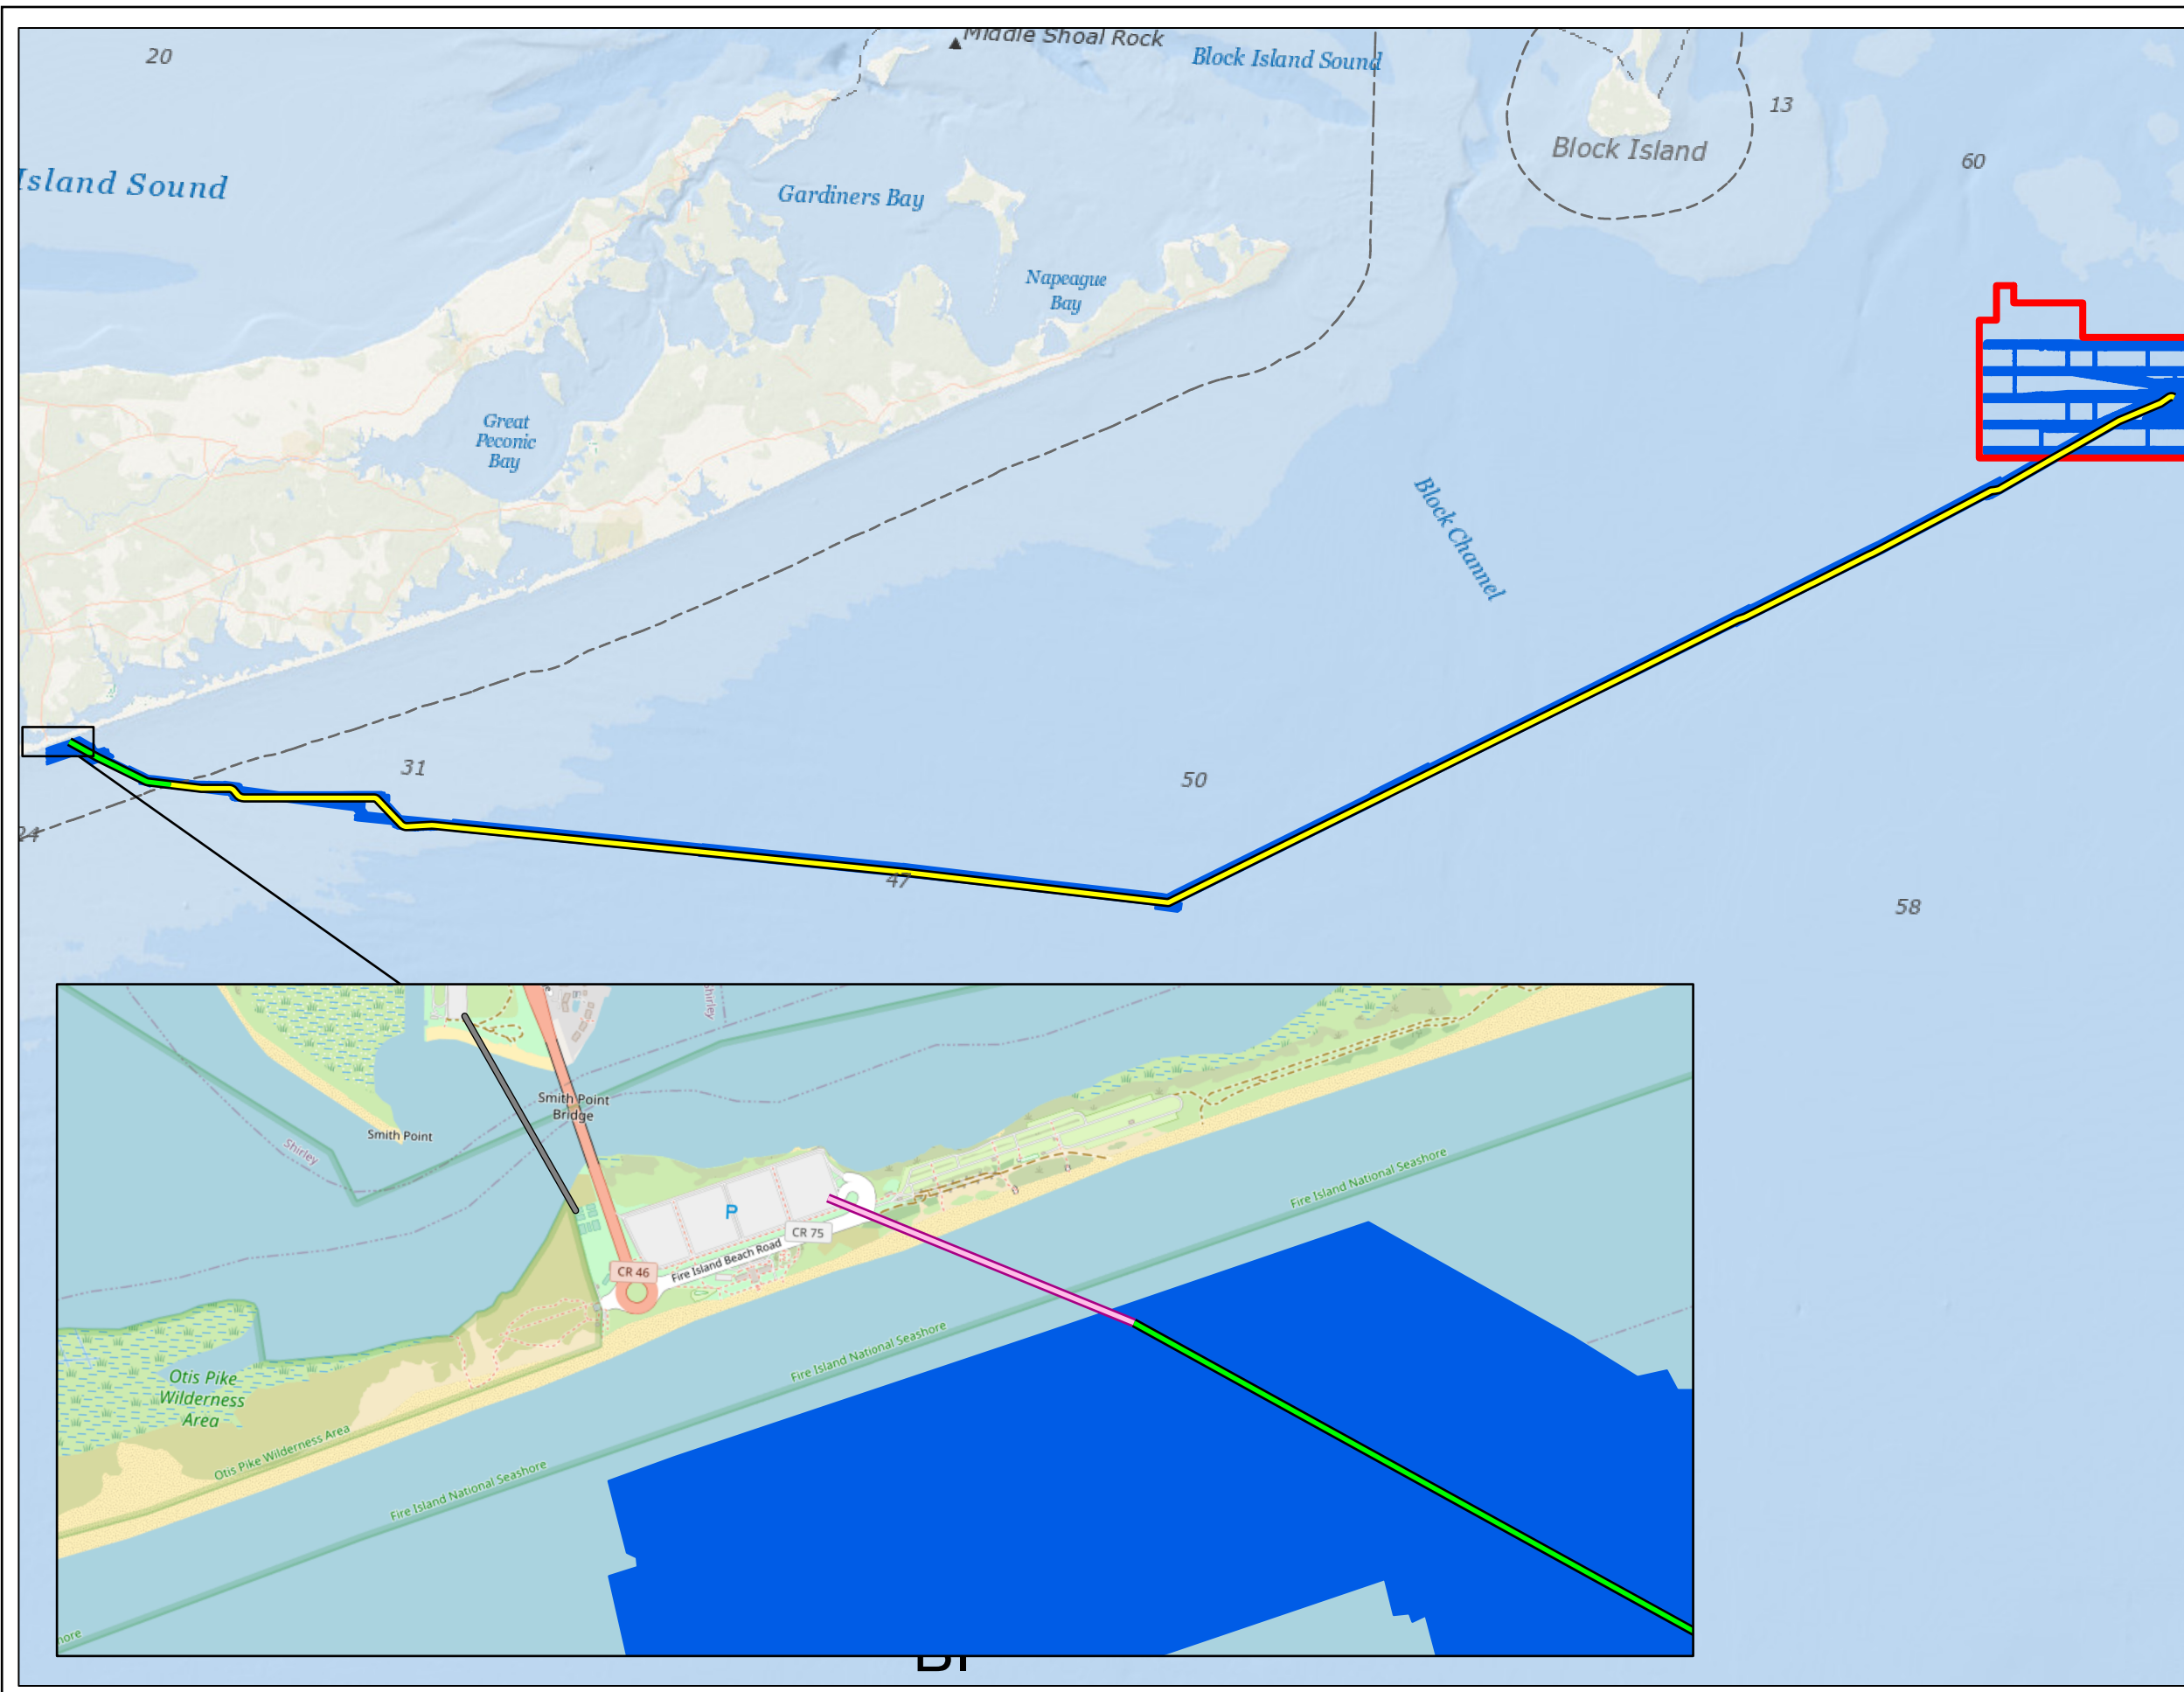 20
Middle Shoal Rock
Block Island Sound
13
Block Island
60
Island Sound
Gardiners Bay
Napeague
Bay
Great
Peconic
Bay
Block Channel
31
50
24
47
58
Shirley
Smith Point
Bridge
Smith Point
Shirley
Fire Island National Seashore
P
CR 75
Fire Island Beach Road
CR 46
Fire Island National Seashore
Otis Pike
Wilderness
Area
Otis Pike Wilderness Area
Fire Island National Seashore